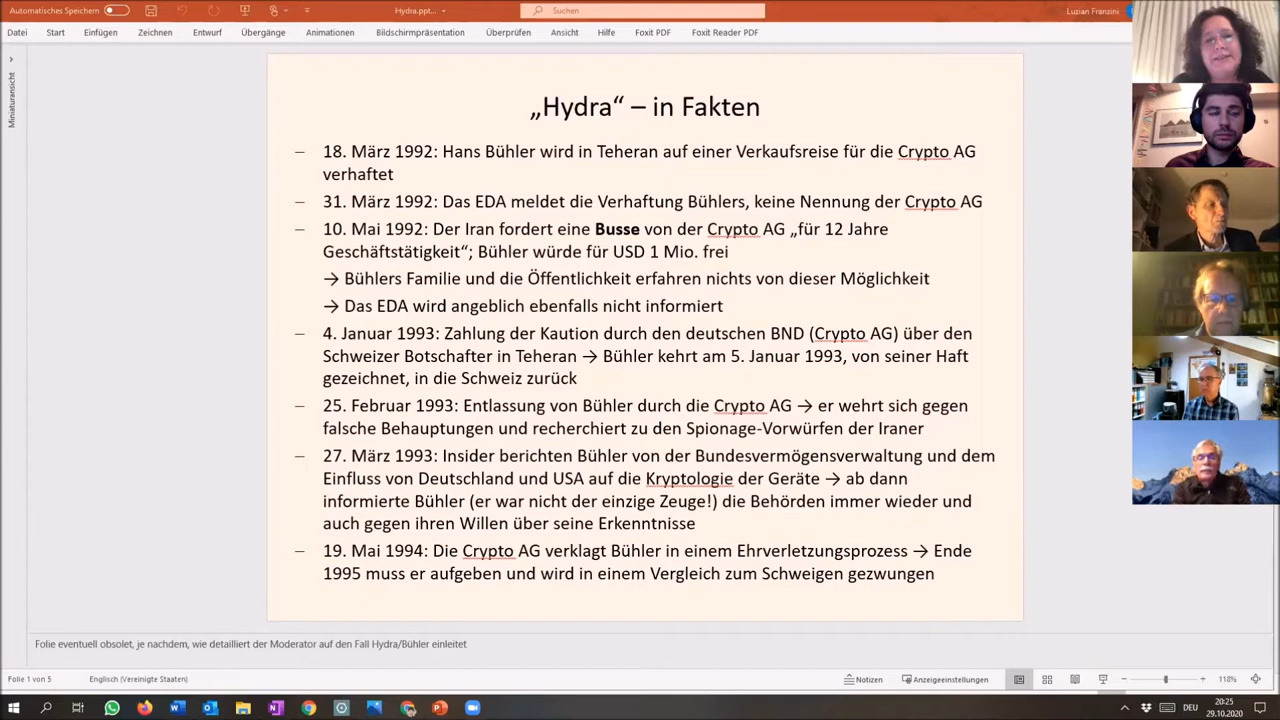 Automatisches Speichern
Hydra.ppt...
Suchen
Luzian Franzini
Datei Start Einfügen Zeichnen Entwurf Übergänge Animationen Bildschirmpräsentation Überprüfen Ansicht Hilfe Foxit PDF Foxit Reader PDF
Miniaturansicht
„Hydra“ – in Fakten
– 18. März 1992: Hans Bühler wird in Teheran auf einer Verkaufsreise für die Crypto AG
verhaftet
– 31. März 1992: Das EDA meldet die Verhaftung Bühlers, keine Nennung der Crypto AG
– 10. Mai 1992: Der Iran fordert eine Busse von der Crypto AG „für 12 Jahre
Geschäftstätigkeit“; Bühler würde für USD 1 Mio. frei
→ Bühlers Familie und die Öffentlichkeit erfahren nichts von dieser Möglichkeit
→ Das EDA wird angeblich ebenfalls nicht informiert
– 4. Januar 1993: Zahlung der Kaution durch den deutschen BND (Crypto AG) über den
Schweizer Botschafter in Teheran → Bühler kehrt am 5. Januar 1993, von seiner Haft
gezeichnet, in die Schweiz zurück
– 25. Februar 1993: Entlassung von Bühler durch die Crypto AG → er wehrt sich gegen
falsche Behauptungen und recherchiert zu den Spionage-Vorwürfen der Iraner
– 27. März 1993: Insider berichten Bühler von der Bundesvermögensverwaltung und dem
Einfluss von Deutschland und USA auf die Kryptologie der Geräte → ab dann
informierte Bühler (er war nicht der einzige Zeuge!) die Behörden immer wieder und
auch gegen ihren Willen über seine Erkenntnisse
– 19. Mai 1994: Die Crypto AG verklagt Bühler in einem Ehrverletzungsprozess → Ende
1995 muss er aufgeben und wird in einem Vergleich zum Schweigen gezwungen
Folie eventuell obsolet, je nachdem, wie detailliert der Moderator auf den Fall Hydra/Bühler einleitet
Folie 1 von 5 Englisch (Vereinigte Staaten) Notizen Anzeigeeinstellungen 118%
DEU 20:25
29.10.2020